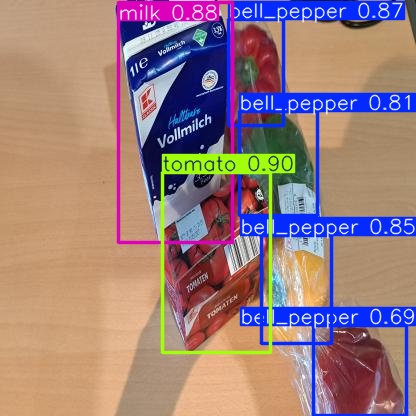 milk 0.88
bell_pepper 0.87
1l e
Vollmilch
Haltbare
Vollmilch
bell_pepper 0.81
tomato 0.90
bell_pepper 0.85
TOMATEN
TOMATEN
bell_pepper 0.69